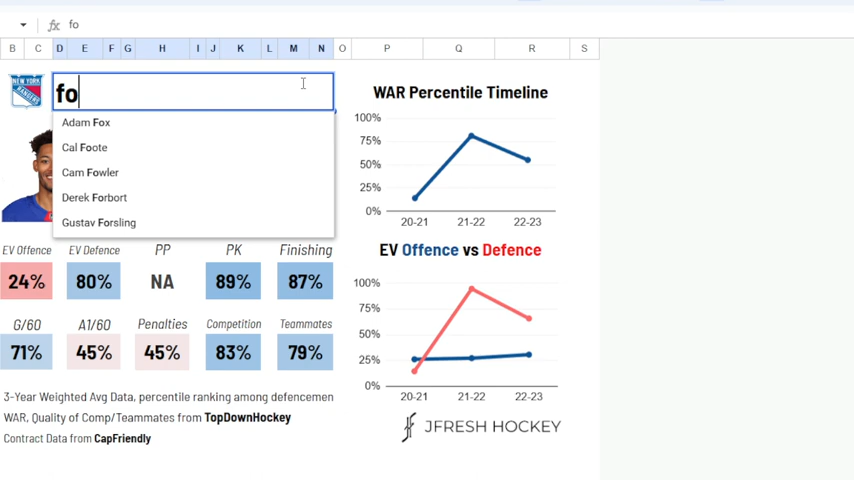 fx fo
B C D E F G H I J K L M N O P Q R S
NEW YORK
RANGERS
fo
Adam Fox
Cal Foote
Cam Fowler
Derek Forbort
Gustav Forsling
EV Offence EV Defence PP PK Finishing
24% 80% NA 89% 87%
G/60 A1/60 Penalties Competition Teammates
71% 45% 45% 83% 79%
3-Year Weighted Avg Data, percentile ranking among defencemen
WAR, Quality of Comp/Teammates from TopDownHockey
Contract Data from CapFriendly
WAR Percentile Timeline
100%
75%
50%
25%
0%
20-21 21-22 22-23
EV Offence vs Defence
100%
75%
50%
25%
0%
20-21 21-22 22-23
JFRESH HOCKEY